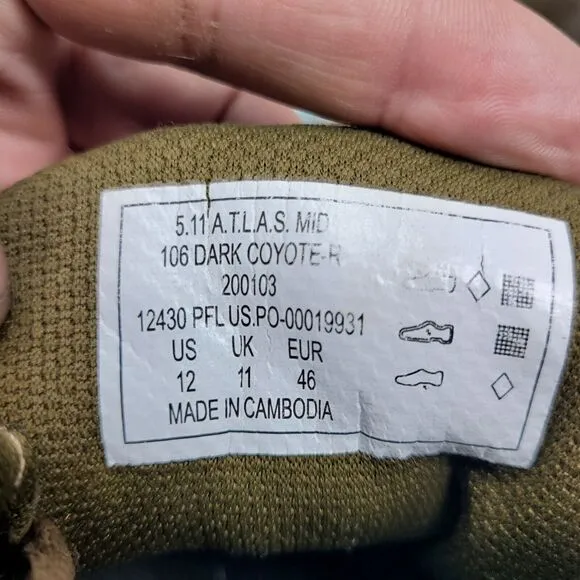 5.11 A.T.L.A.S. MID
106 DARK COYOTE-R
200103
12430 PFL US.PO-00019931
US UK EUR
12 11 46
MADE IN CAMBODIA